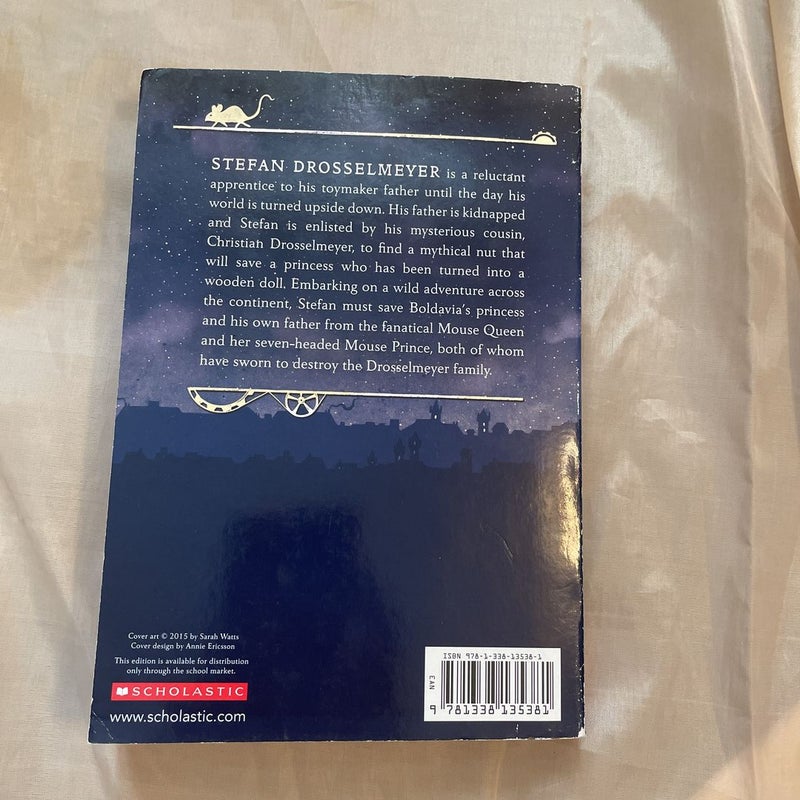 STEFAN DROSSELMEYER is a reluctant
apprentice to his toymaker father until the day his
world is turned upside down. His father is kidnapped
and Stefan is enlisted by his mysterious cousin,
Christian Drosselmeyer, to find a mythical nut that
will save a princess who has been turned into a
wooden doll. Embarking on a wild adventure across
the continent, Stefan must save Boldavia's princess
and his own father from the fanatical Mouse Queen
and her seven-headed Mouse Prince, both of whom
have sworn to destroy the Drosselmeyer family.
Cover art © 2015 by Sarah Watts
Cover design by Annie Ericsson
This edition is available for distribution
only through the school market.
SCHOLASTIC
www.scholastic.com
ISBN 978-1-338-13538-1
EAN
9 781338 135381